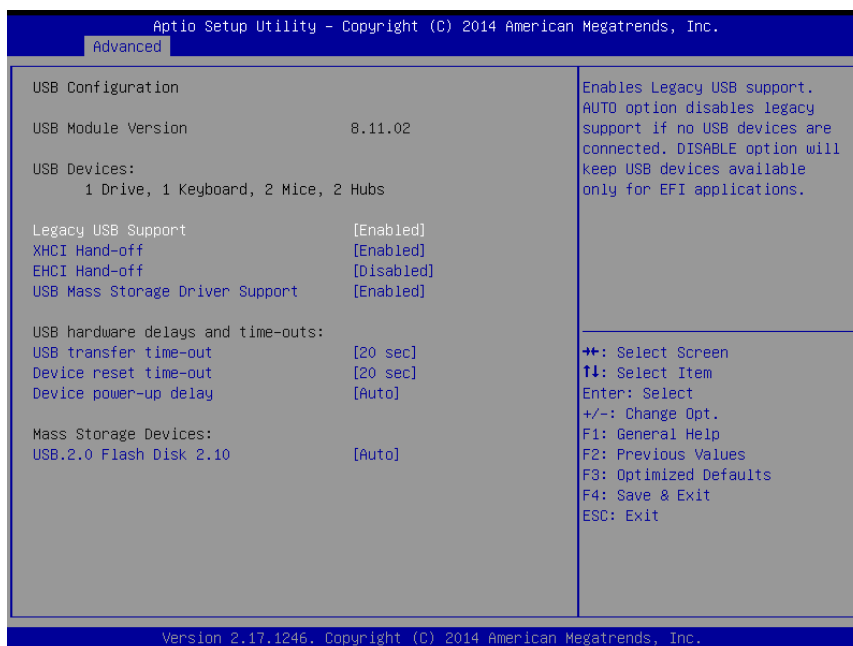 Aptio Setup Utility – Copyright (C) 2014 American Megatrends, Inc.
Advanced
USB Configuration
USB Module Version 8.11.02
USB Devices:
1 Drive, 1 Keyboard, 2 Mice, 2 Hubs
Legacy USB Support [Enabled]
XHCI Hand-off [Enabled]
EHCI Hand-off [Disabled]
USB Mass Storage Driver Support [Enabled]
USB hardware delays and time-outs:
USB transfer time-out [20 sec]
Device reset time-out [20 sec]
Device power-up delay [Auto]
Mass Storage Devices:
USB.2.0 Flash Disk 2.10 [Auto]
Enables Legacy USB support.
AUTO option disables legacy
support if no USB devices are
connected. DISABLE option will
keep USB devices available
only for EFI applications.
→←: Select Screen
↑↓: Select Item
Enter: Select
+/-: Change Opt.
F1: General Help
F2: Previous Values
F3: Optimized Defaults
F4: Save & Exit
ESC: Exit
Version 2.17.1246. Copyright (C) 2014 American Megatrends, Inc.